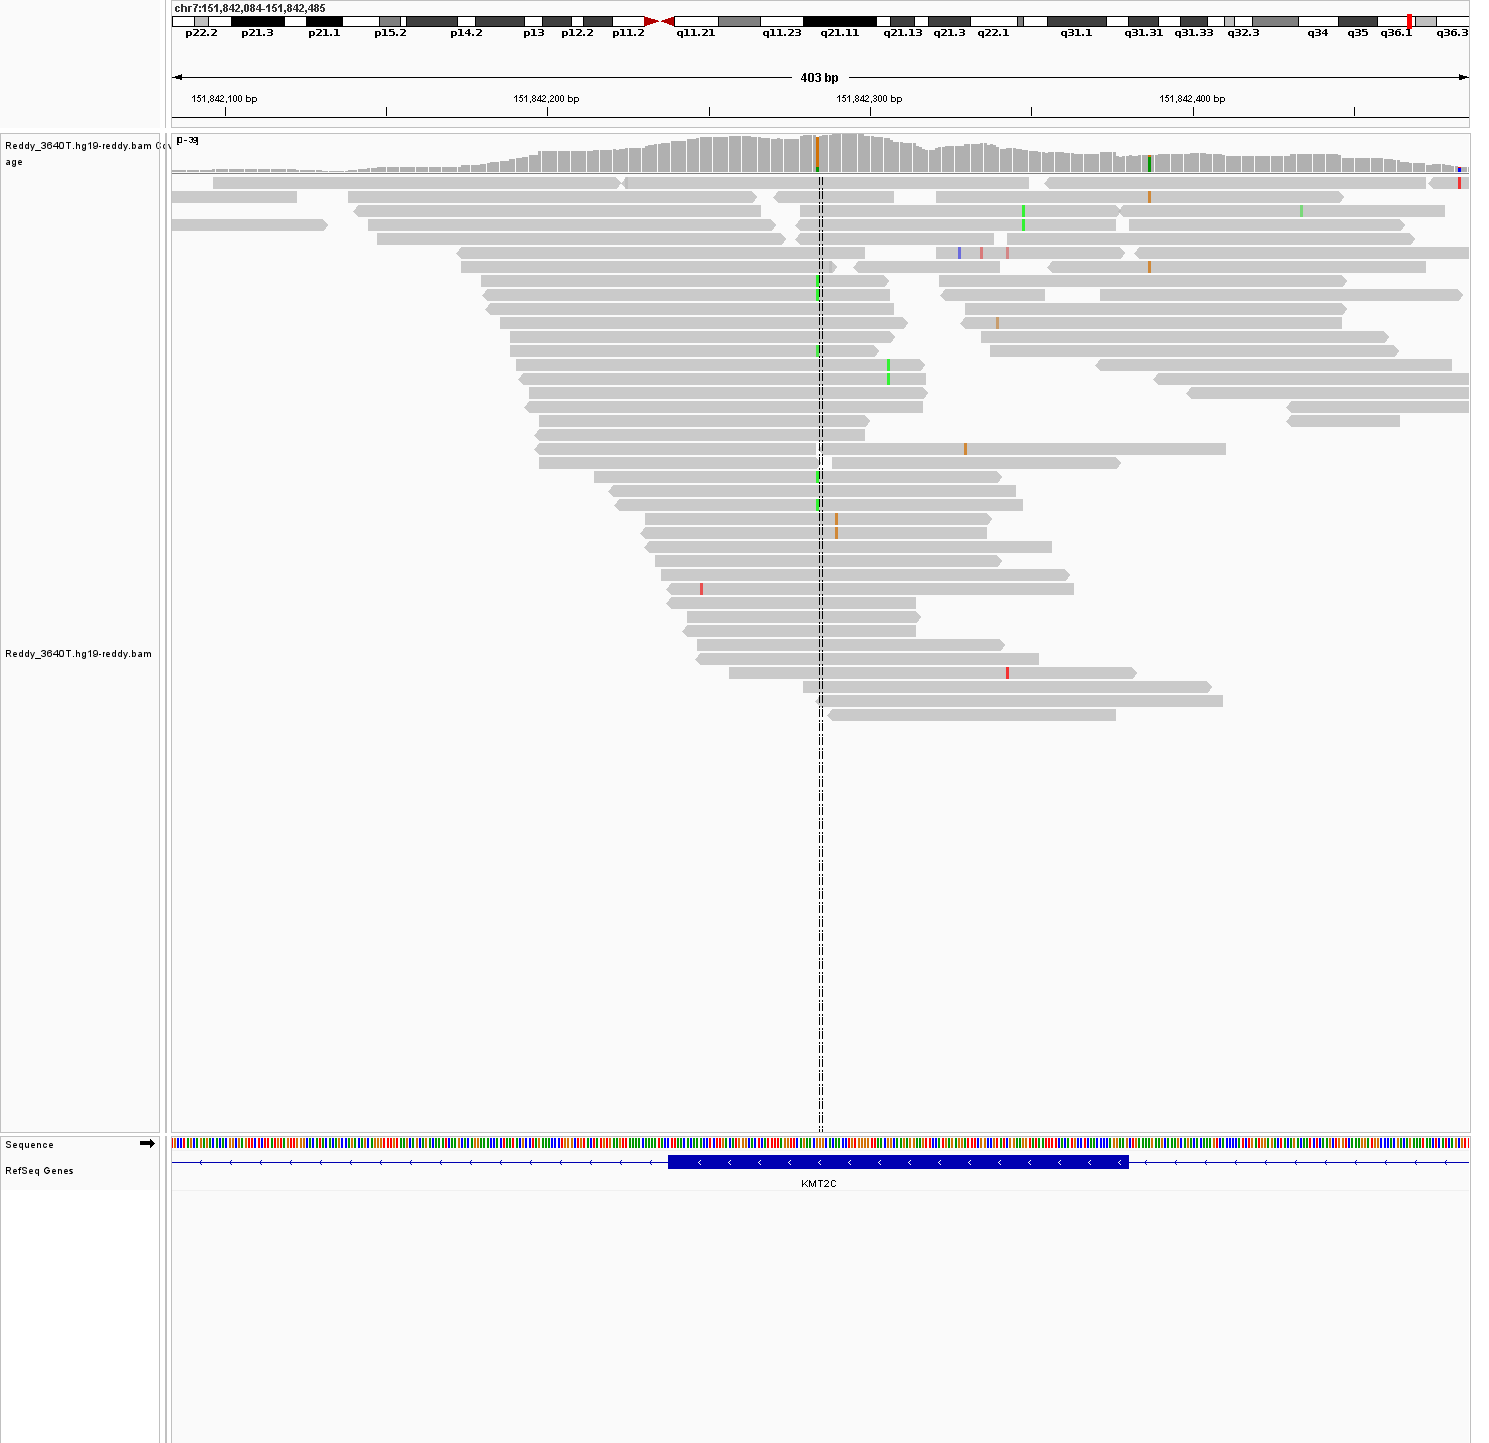 chr7:151,842,084-151,842,485
p22.2 p21.3 p21.1 p15.2 p14.2 p13 p12.2 p11.2 q11.21 q11.23 q21.11 q21.13 q21.3 q22.1 q31.1 q31.31 q31.33 q32.3 q34 q35 q36.1 q36.3
403 bp
151,842,100 bp 151,842,200 bp 151,842,300 bp 151,842,400 bp
[0-39]
Reddy_3640T.hg19-reddy.bam Cov
age
Reddy_3640T.hg19-reddy.bam
Sequence
RefSeq Genes
KMT2C